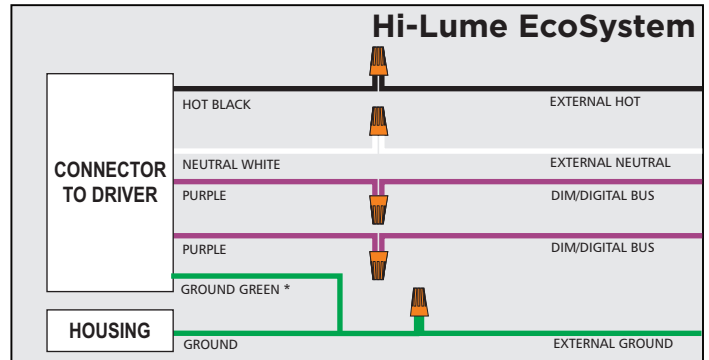 Hi-Lume EcoSystem
HOT BLACK
EXTERNAL HOT
CONNECTOR
TO DRIVER
NEUTRAL WHITE
EXTERNAL NEUTRAL
PURPLE
DIM/DIGITAL BUS
PURPLE
DIM/DIGITAL BUS
GROUND GREEN *
HOUSING
GROUND
EXTERNAL GROUND